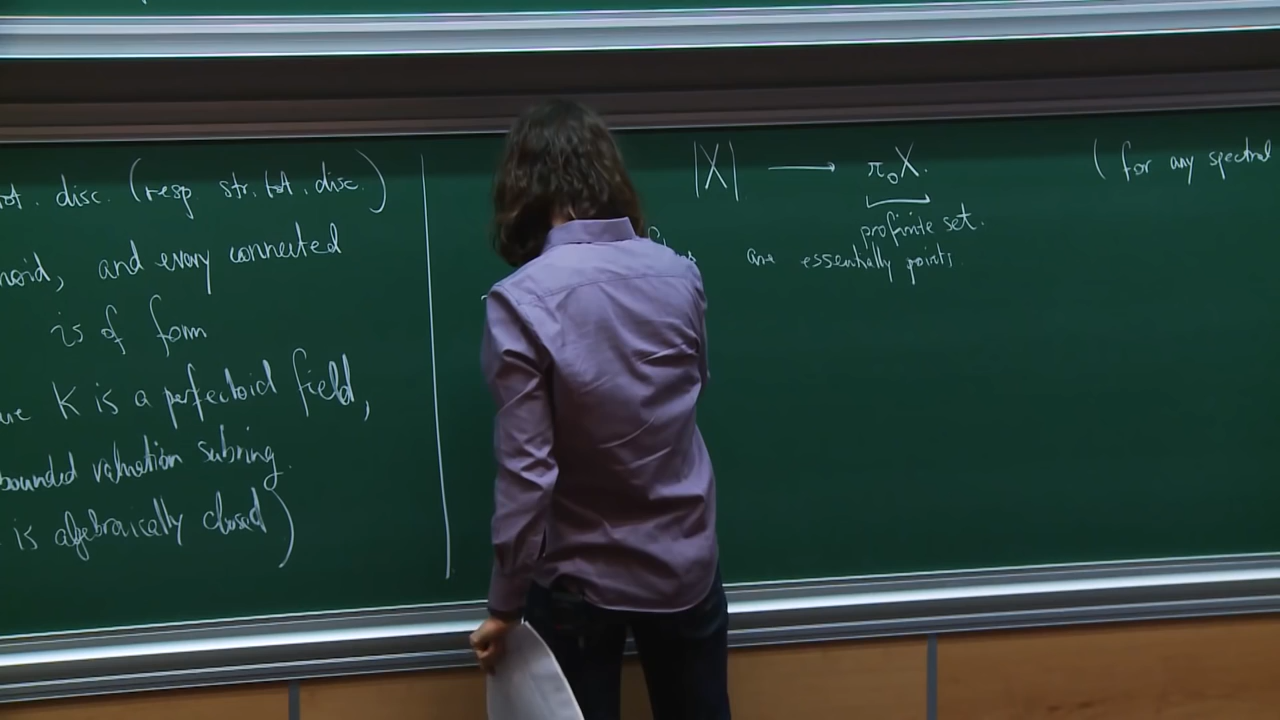 tot. disc. (resp. str. tot. disc.)
and every connected
is of form
K is a perfectoid field,
bounded valuation subring.
is algebraically closed)
|X| ⟶ π₀X.
profinite set.
are essentially points
(for any spectral